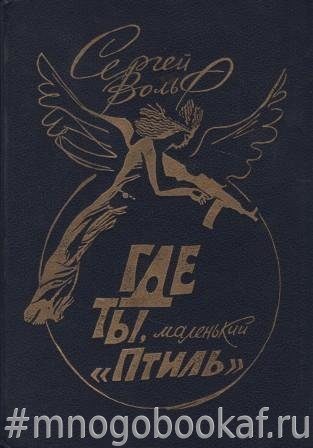 Сергей
Вольф
ГДЕ
ТЫ, маленький
«ПТИЛЬ»
#mnogobookaf.ru